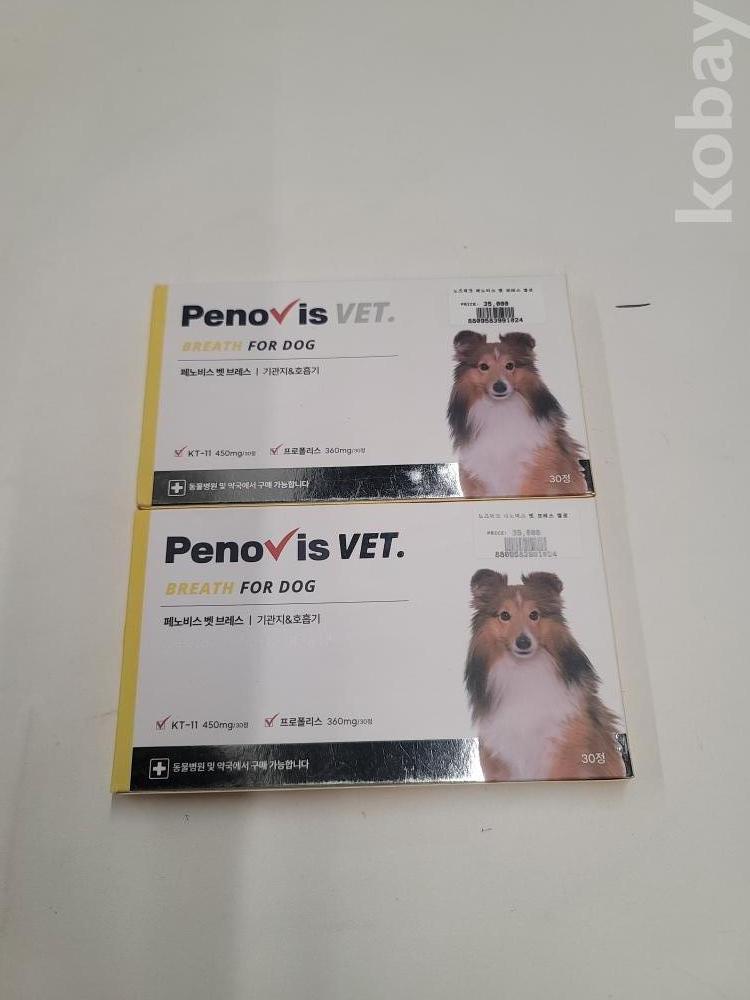 kobay
PRICE: 35,000
8809583991024
Penovis VET.
BREATH FOR DOG
페노비스 벳 브레스 | 기관지&호흡기
KT-11 450mg/30정 프로폴리스 360mg/30정
동물병원 및 약국에서 구매 가능합니다
30정
PRICE: 35,000
8809583991024
Penovis VET.
BREATH FOR DOG
페노비스 벳 브레스 | 기관지&호흡기
KT-11 450mg/30정 프로폴리스 360mg/30정
동물병원 및 약국에서 구매 가능합니다
30정